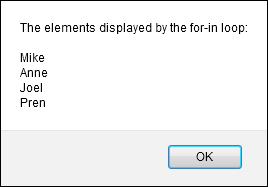 The elements displayed by the for-in loop:
Mike
Anne
Joel
Pren
OK